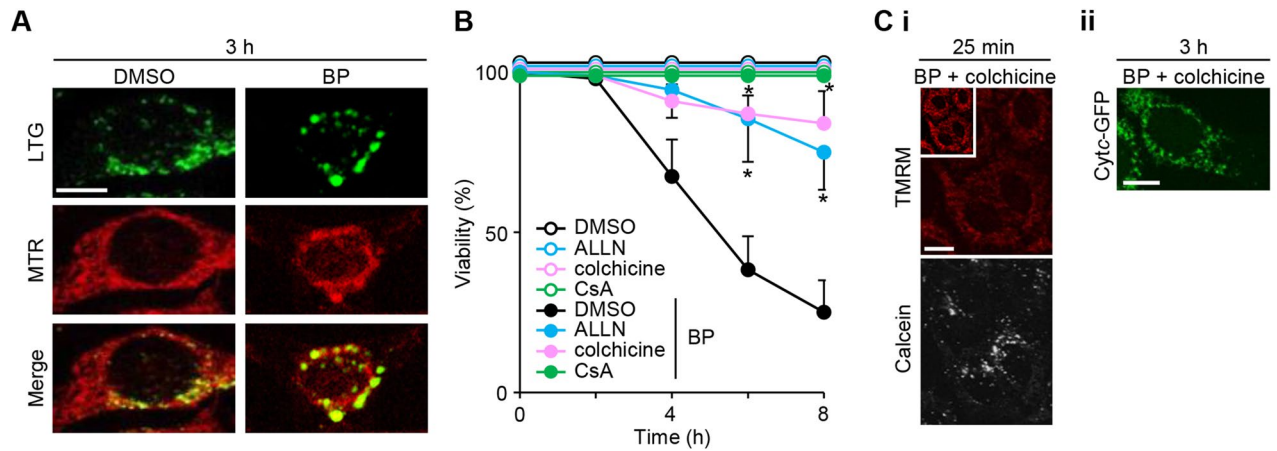 A
3 h
DMSO BP
LTG
MTR
Merge
B
Viability (%)
100
50
0
0 4 6 8
Time (h)
DMSO
ALLN
colchicine
CsA
DMSO
ALLN
colchicine
CsA
BP
*
*
*
*
C i
25 min
BP + colchicine
TMRM
Calcein
ii
3 h
BP + colchicine
Cytc-GFP